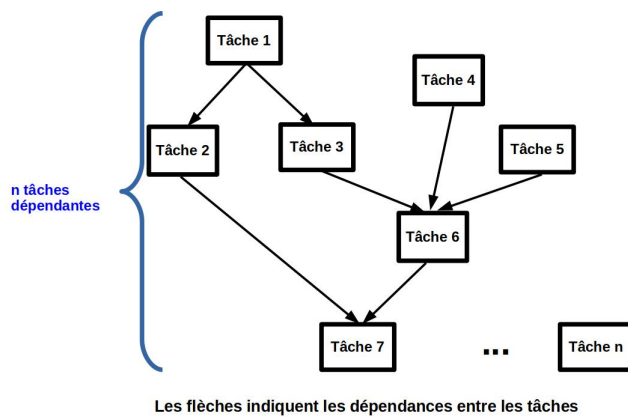 Tâche 1
Tâche 4
Tâche 2
Tâche 3
Tâche 5
n tâches
dépendantes
Tâche 6
Tâche 7
...
Tâche n
Les flèches indiquent les dépendances entre les tâches